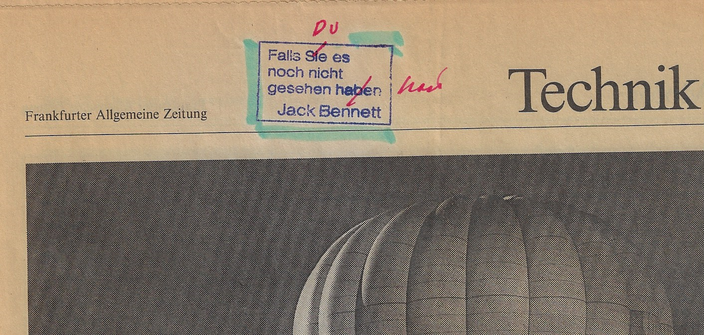 DU
Falls Sie es
noch nicht
gesehen haben hast
Jack Bennett
Frankfurter Allgemeine Zeitung
Technik